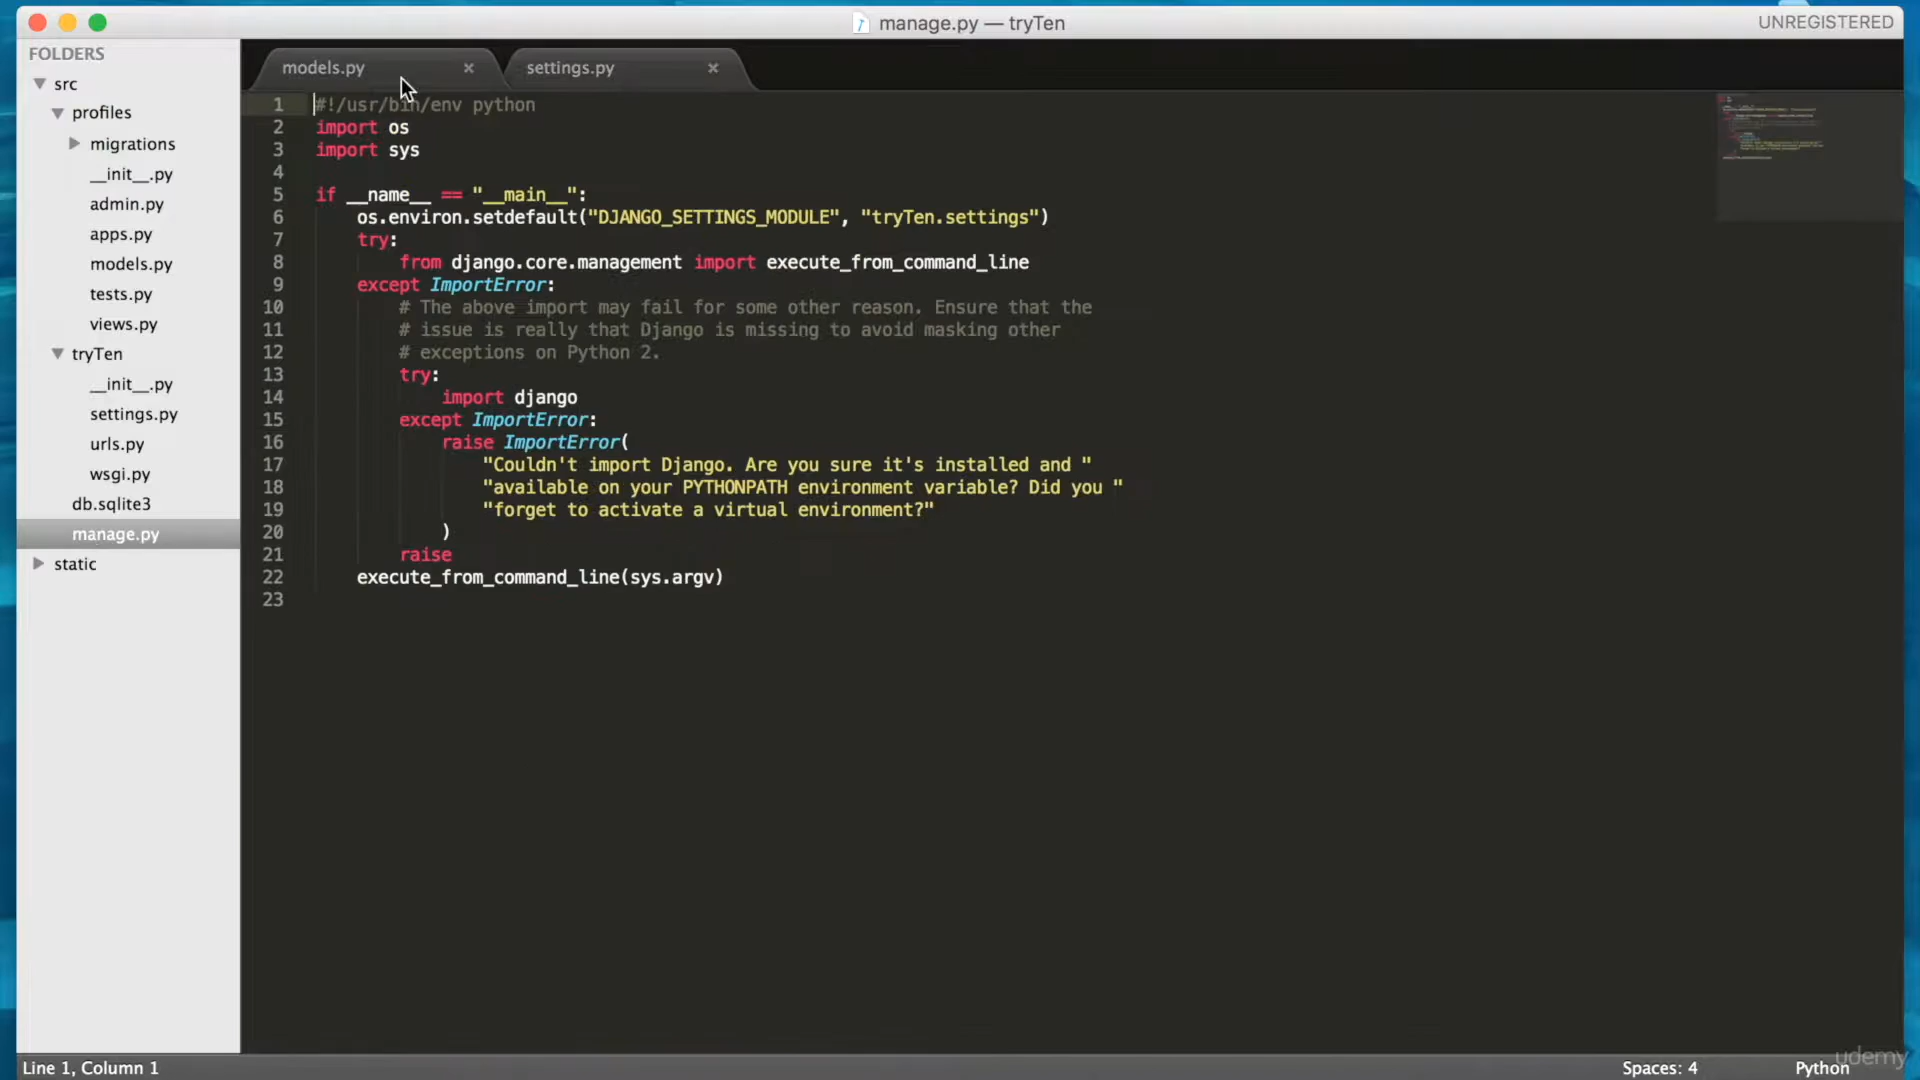 manage.py — tryTen
UNREGISTERED
FOLDERS
src
profiles
migrations
__init__.py
admin.py
apps.py
models.py
tests.py
views.py
tryTen
__init__.py
settings.py
urls.py
wsgi.py
db.sqlite3
manage.py
static
models.py × settings.py ×
1 #!/usr/bin/env python
2 import os
3 import sys
4
5 if __name__ == "__main__":
6 os.environ.setdefault("DJANGO_SETTINGS_MODULE", "tryTen.settings")
7 try:
8 from django.core.management import execute_from_command_line
9 except ImportError:
10 # The above import may fail for some other reason. Ensure that the
11 # issue is really that Django is missing to avoid masking other
12 # exceptions on Python 2.
13 try:
14 import django
15 except ImportError:
16 raise ImportError(
17 "Couldn't import Django. Are you sure it's installed and "
18 "available on your PYTHONPATH environment variable? Did you "
19 "forget to activate a virtual environment?"
20 )
21 raise
22 execute_from_command_line(sys.argv)
23
Line 1, Column 1
Spaces: 4
Python
udemy